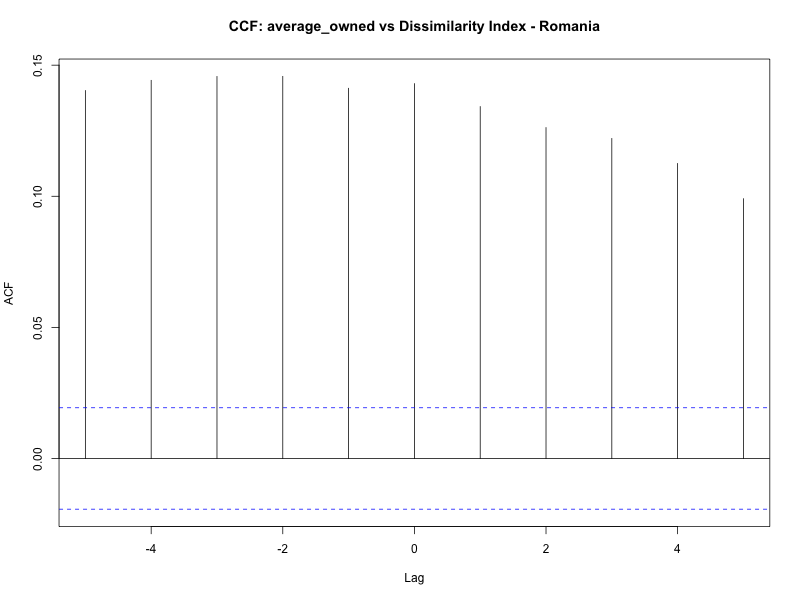 CCF: average_owned vs Dissimilarity Index - Romania
ACF
0.15
0.10
0.05
0.00
-4 -2 0 2 4
Lag